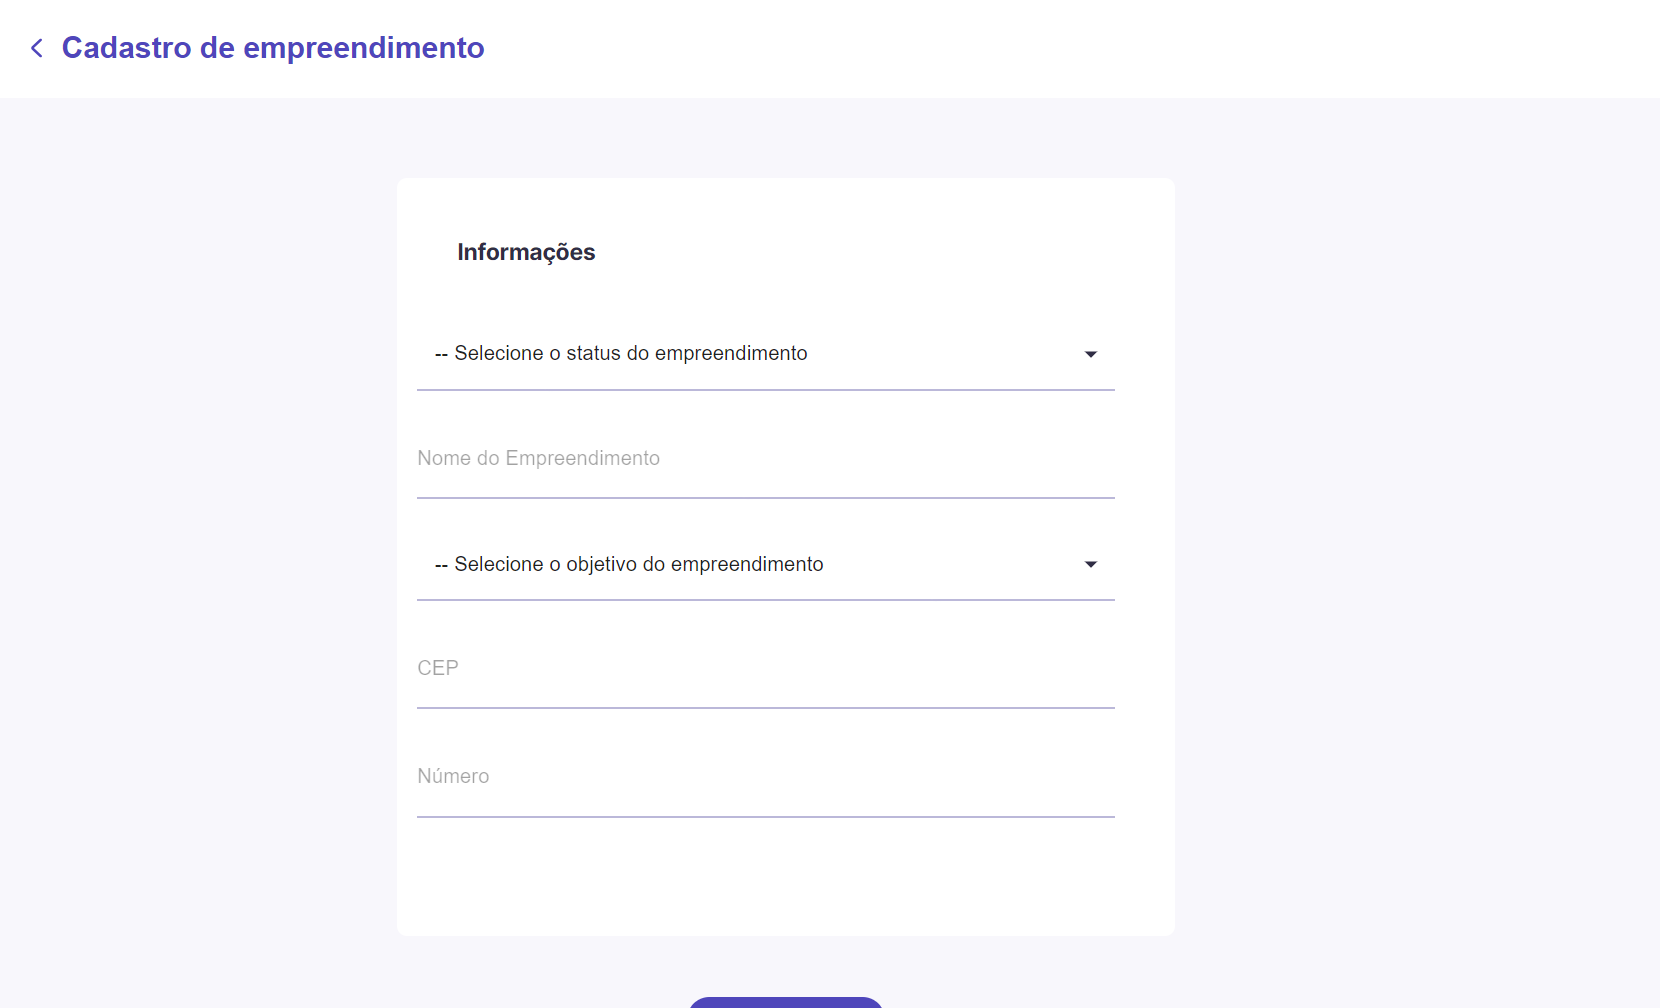 Cadastro de empreendimento
Informações
-- Selecione o status do empreendimento
Nome do Empreendimento
-- Selecione o objetivo do empreendimento
CEP
Número